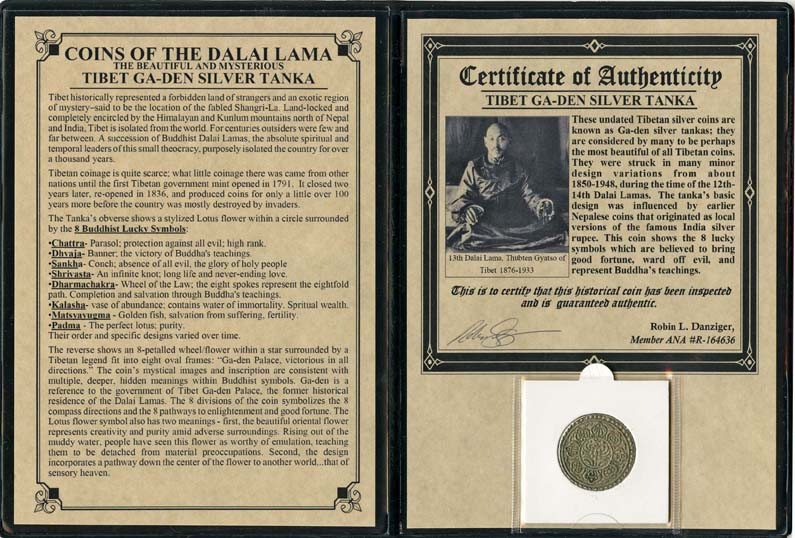 COINS OF THE DALAI LAMA
THE BEAUTIFUL AND MYSTERIOUS
TIBET GA-DEN SILVER TANKA
Tibet historically represented a forbidden land of strangers and an exotic region
of mystery–said to be the location of the fabled Shangri-La. Land-locked and
completely encircled by the Himalayan and Kunlum mountains north of Nepal
and India, Tibet is isolated from the world. For centuries outsiders were few and
far between. A succession of Buddhist Dalai Lamas, the absolute spiritual and
temporal leaders of this small theocracy, purposely isolated the country for over
a thousand years.
Tibetan coinage is quite scarce; what little coinage there was came from other
nations until the first Tibetan government mint opened in 1791. It closed two
years later, re-opened in 1836, and produced coins for only a little over 100
years more before the country was mostly destroyed by invaders.
The Tanka's obverse shows a stylized Lotus flower within a circle surrounded
by the 8 Buddhist Lucky Symbols:
•Chattra- Parasol; protection against all evil; high rank.
•Dhvaja- Banner; the victory of Buddha's teachings.
•Sankha- Conch; absence of all evil, the glory of holy people
•Shrivasta- An infinite knot; long life and never-ending love.
•Dharmachakra- Wheel of the Law; the eight spokes represent the eightfold
path. Completion and salvation through Buddha's teachings.
•Kalasha- vase of abundance: contains water of immortality. Spritual wealth.
•Matsyayugma - Golden fish, salvation from suffering, fertility.
•Padma - The perfect lotus; purity.
Their order and specific designs varied over time.
The reverse shows an 8-petalled wheel/flower within a star surrounded by a
Tibetan legend fit into eight oval frames: "Ga-den Palace, victorious in all
directions." The coin's mystical images and inscription are consistent with
multiple, deeper, hidden meanings within Buddhist symbols. Ga-den is a
reference to the government of Tibet Ga-den Palace, the former historical
residence of the Dalai Lamas. The 8 divisions of the coin symbolizes the 8
compass directions and the 8 pathways to enlightenment and good fortune. The
Lotus flower symbol also has two meanings - first, the beautiful oriental flower
represents creativity and purity amid adverse surroundings. Rising out of the
muddy water, people have seen this flower as worthy of emulation, teaching
them to be detached from material preoccupations. Second, the design
incorporates a pathway down the center of the flower to another world...that of
sensory heaven.
Certificate of Authenticity
TIBET GA-DEN SILVER TANKA
These undated Tibetan silver coins are
known as Ga-den silver tankas; they
are considered by many to be perhaps
the most beautiful of all Tibetan coins.
They were struck in many minor
design variations from about
1850-1948, during the time of the 12th-
14th Dalai Lamas. The tanka's basic
design was influenced by earlier
Nepalese coins that originated as local
versions of the famous India silver
rupee. This coin shows the 8 lucky
symbols which are believed to bring
good fortune, ward off evil, and
represent Buddha's teachings.
13th Dalai Lama, Thubten Gyatso of
Tibet 1876-1933
This is to certify that this historical coin has been inspected
and is guaranteed authentic.
Robin L. Danziger,
Member ANA #R-164636